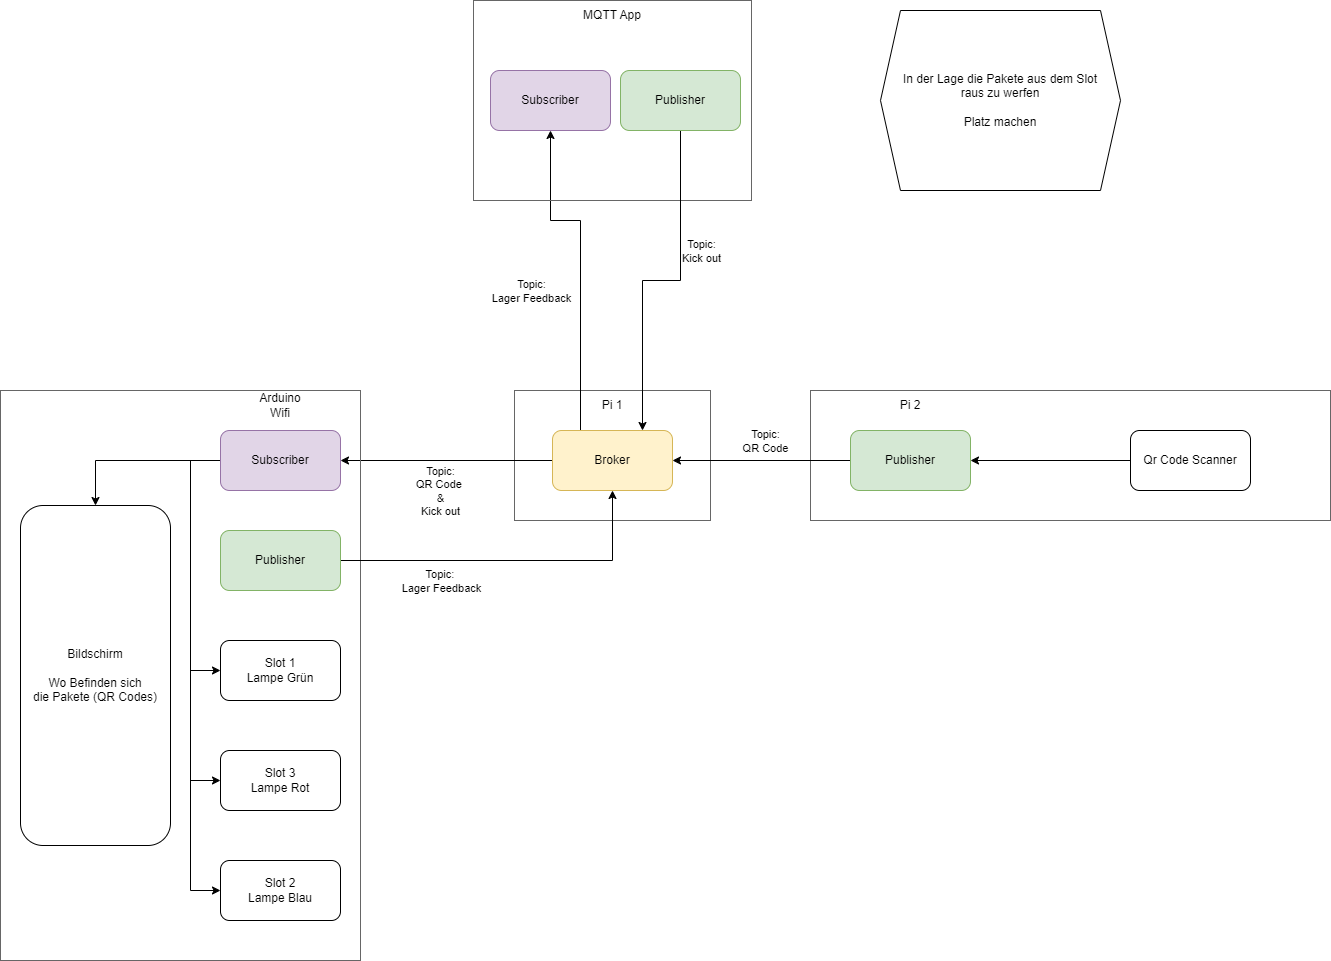 MQTT App
Subscriber
Publisher
In der Lage die Pakete aus dem Slot
raus zu werfen
Platz machen
Topic:
Kick out
Topic:
Lager Feedback
Arduino
Wifi
Subscriber
Publisher
Bildschirm
Wo Befinden sich
die Pakete (QR Codes)
Slot 1
Lampe Grün
Slot 3
Lampe Rot
Slot 2
Lampe Blau
Topic:
QR Code
&
Kick out
Topic:
Lager Feedback
Pi 1
Broker
Topic:
QR Code
Pi 2
Publisher
Qr Code Scanner